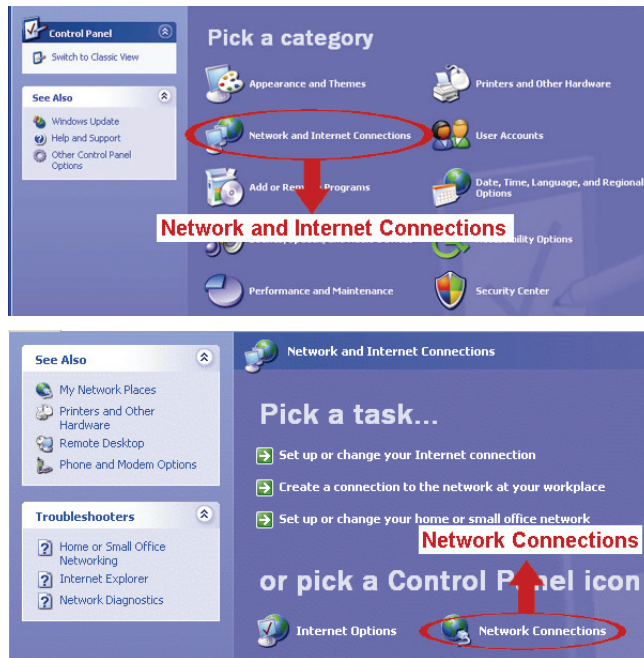 Control Panel
Switch to Classic View
See Also
Windows Update
Help and Support
Other Control Panel
Options
Pick a category
Appearance and Themes
Printers and Other Hardware
Network and Internet Connections
User Accounts
Add or Remove Programs
Date, Time, Language, and Regional
Options
Network and Internet Connections
Accessibility Options
Performance and Maintenance
Security Center
See Also
My Network Places
Printers and Other
Hardware
Remote Desktop
Phone and Modem Options
Troubleshooters
Home or Small Office
Networking
Internet Explorer
Network Diagnostics
Network and Internet Connections
Pick a task...
Set up or change your Internet connection
Create a connection to the network at your workplace
Set up or change your home or small office network
Network Connections
or pick a Control Panel icon
Internet Options
Network Connections